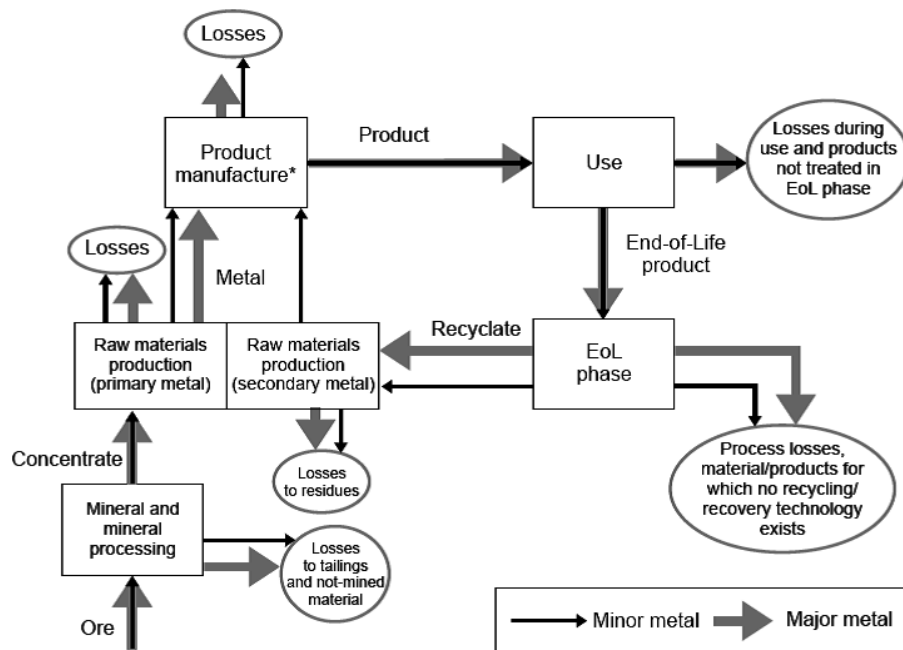 Losses
Product
manufacture*
Product
Use
Losses during
use and products
not treated in
EoL phase
Losses
Metal
End-of-Life
product
Raw materials
production
(primary metal)
Raw materials
production
(secondary metal)
Recyclate
EoL
phase
Concentrate
Losses
to residues
Process losses,
material/products for
which no recycling/
recovery technology
exists
Mineral and
mineral
processing
Losses
to tailings
and not-mined
material
Ore
Minor metal
Major metal